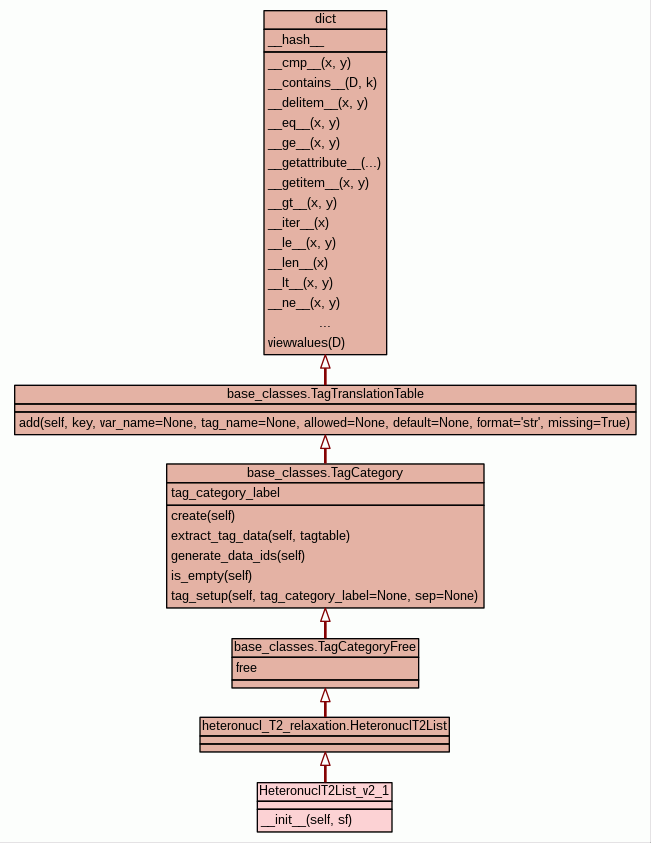 dict
__hash__
__cmp__(x, y)
__contains__(D, k)
__delitem__(x, y)
__eq__(x, y)
__ge__(x, y)
__getattribute__(...)
__getitem__(x, y)
__gt__(x, y)
__iter__(x)
__le__(x, y)
__len__(x)
__lt__(x, y)
__ne__(x, y)
...
viewvalues(D)
base_classes.TagTranslationTable
add(self, key, var_name=None, tag_name=None, allowed=None, default=None, format='str', missing=True)
base_classes.TagCategory
tag_category_label
create(self)
extract_tag_data(self, tagtable)
generate_data_ids(self)
is_empty(self)
tag_setup(self, tag_category_label=None, sep=None)
base_classes.TagCategoryFree
free
heteronucl_T2_relaxation.HeteronuclT2List
HeteronuclT2List_v2_1
__init__(self, sf)